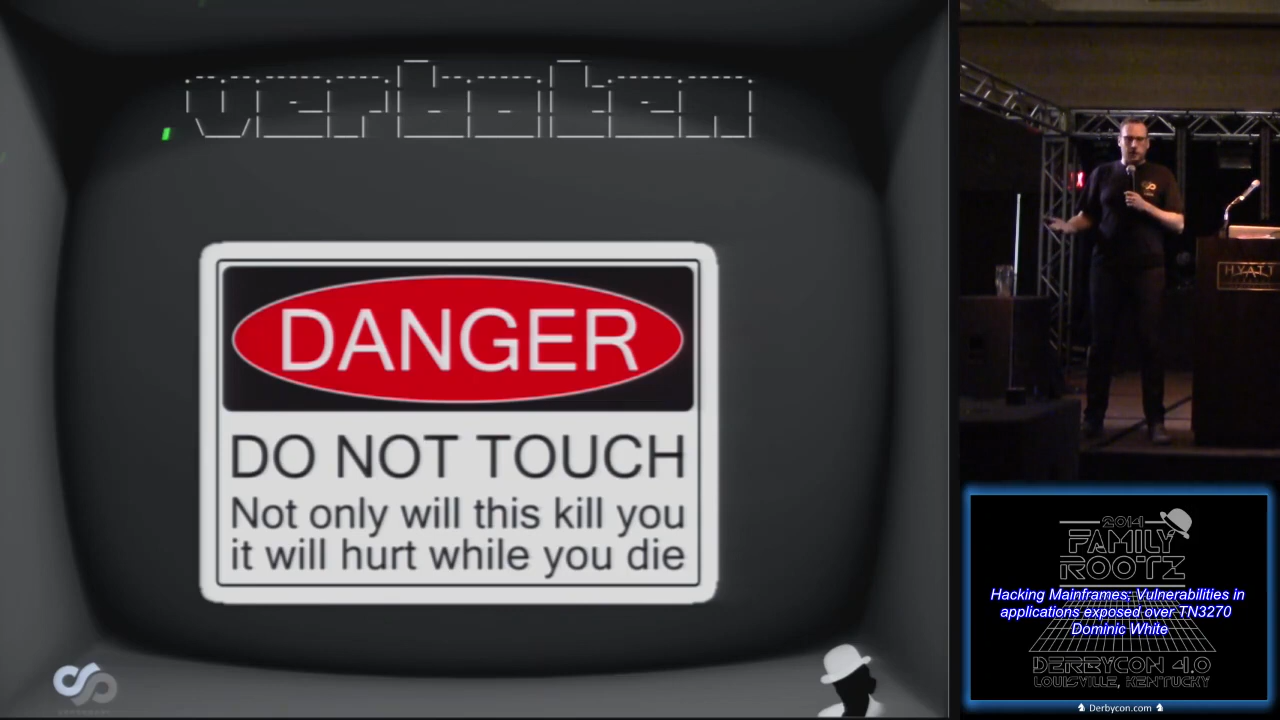 verboten
DANGER
DO NOT TOUCH
Not only will this kill you
it will hurt while you die
HYATT
2014
FAMILY
ROOTZ
Hacking Mainframes: Vulnerabilities in
applications exposed over TN3270
Dominic White
DERBYCON 4.0
LOUISVILLE, KENTUCKY
Derbycon.com